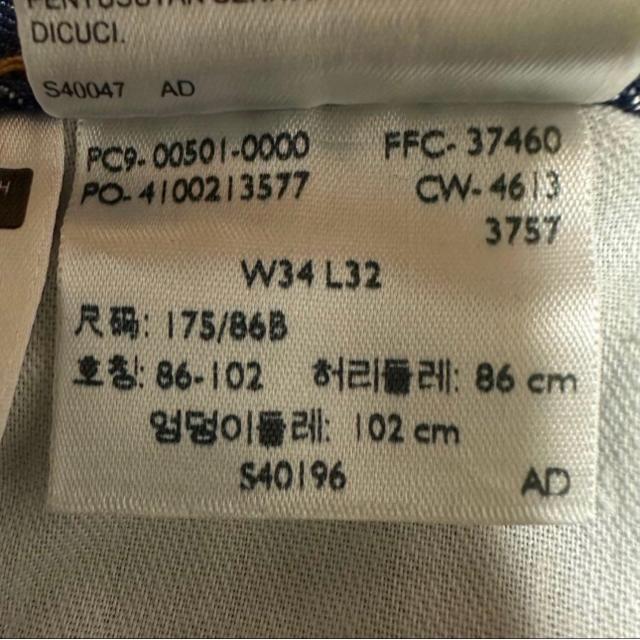 DICUCI.
S40047 AD
PC9-00501-0000 FFC-37460
PO-4100213577 CW-4613
3757
W34 L32
尺码: 175/86B
호칭: 86-102 허리둘레: 86 cm
엉덩이둘레: 102 cm
S40196 AD